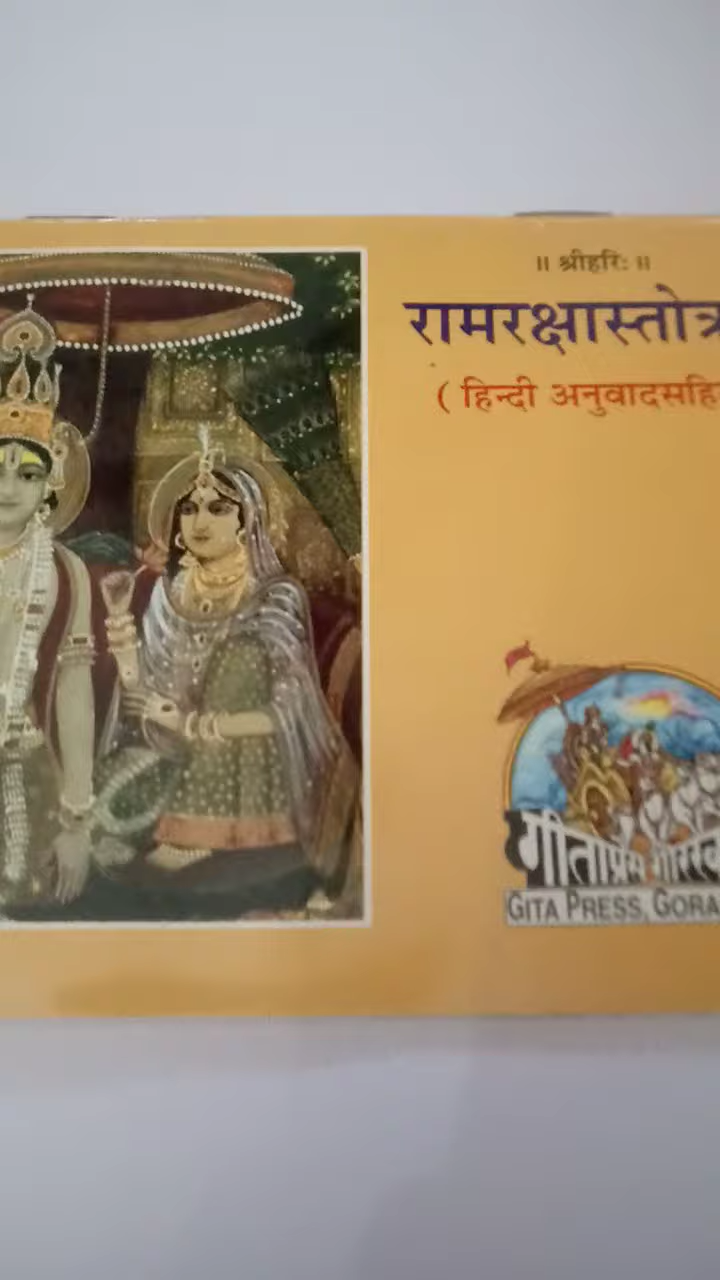 ॥ श्रीहरिः ॥
रामरक्षास्तोत्र
( हिन्दी अनुवादसहि
गीताप्रेस गोरख
GITA PRESS, GORA